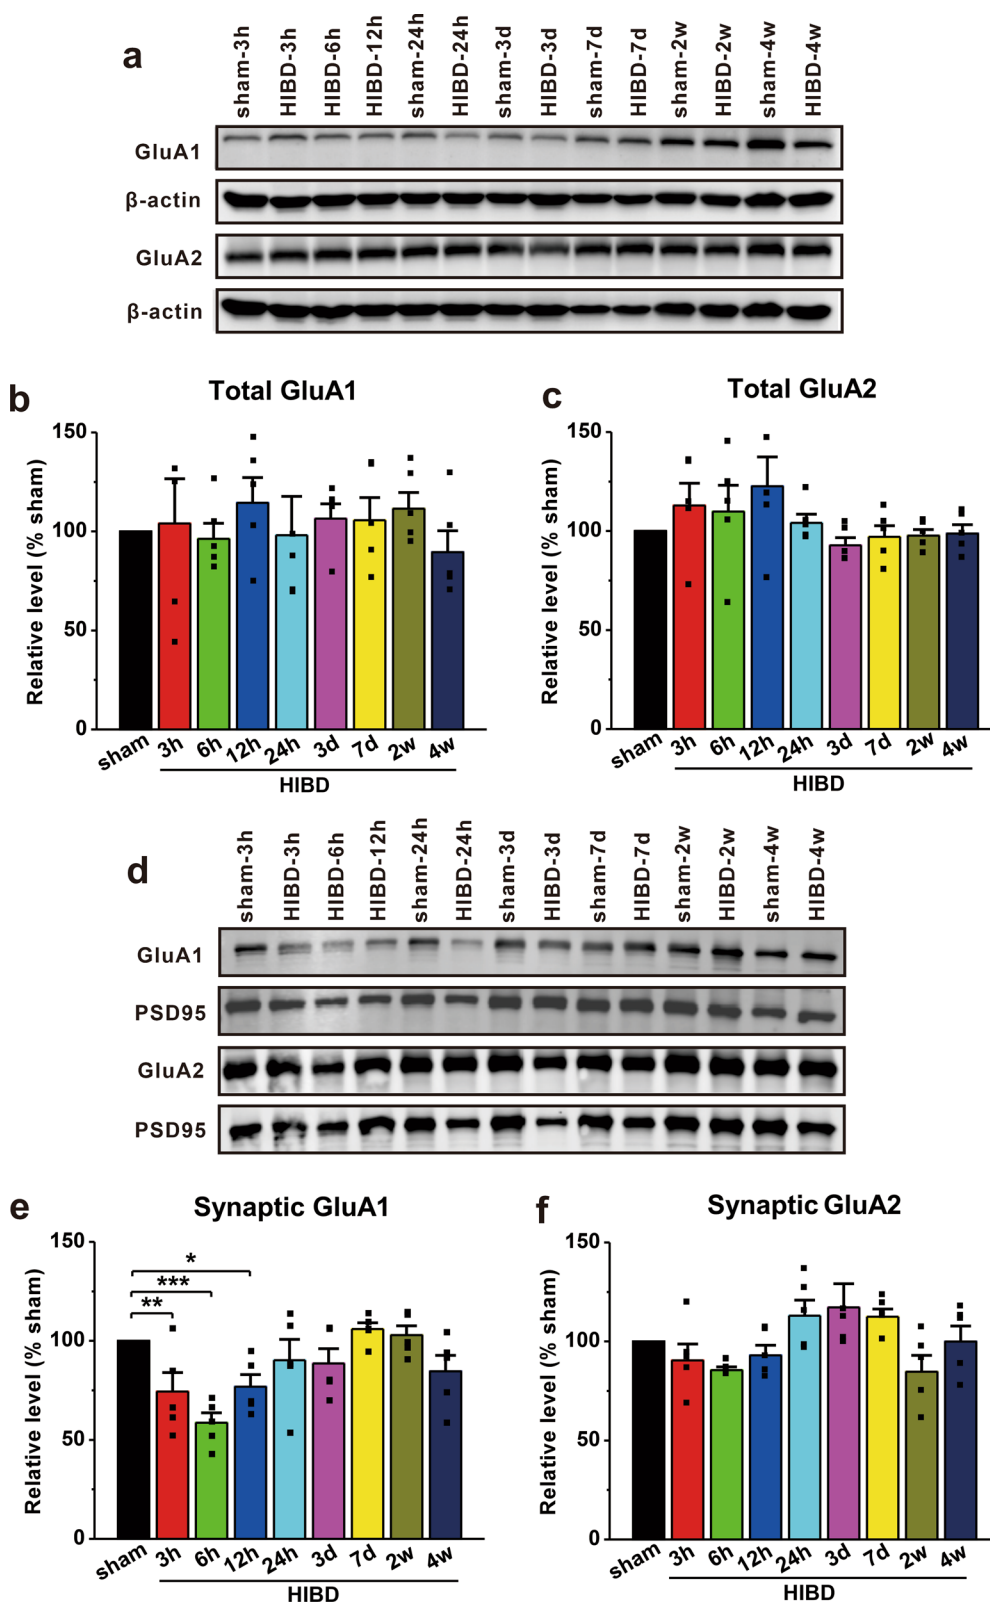 a
sham-3h HIBD-3h HIBD-6h HIBD-12h sham-24h HIBD-24h sham-3d HIBD-3d sham-7d HIBD-7d sham-2w HIBD-2w sham-4w HIBD-4w
GluA1
β-actin
GluA2
β-actin
b
Total GluA1
Relative level (% sham)
150
100
50
0
sham 3h 6h 12h 24h 3d 7d 2w 4w
HIBD
c
Total GluA2
Relative level (% sham)
150
100
50
0
sham 3h 6h 12h 24h 3d 7d 2w 4w
HIBD
d
sham-3h HIBD-3h HIBD-6h HIBD-12h sham-24h HIBD-24h sham-3d HIBD-3d sham-7d HIBD-7d sham-2w HIBD-2w sham-4w HIBD-4w
GluA1
PSD95
GluA2
PSD95
e
Synaptic GluA1
Relative level (% sham)
150
100
50
0
*
***
**
sham 3h 6h 12h 24h 3d 7d 2w 4w
HIBD
f
Synaptic GluA2
Relative level (% sham)
150
100
50
0
sham 3h 6h 12h 24h 3d 7d 2w 4w
HIBD